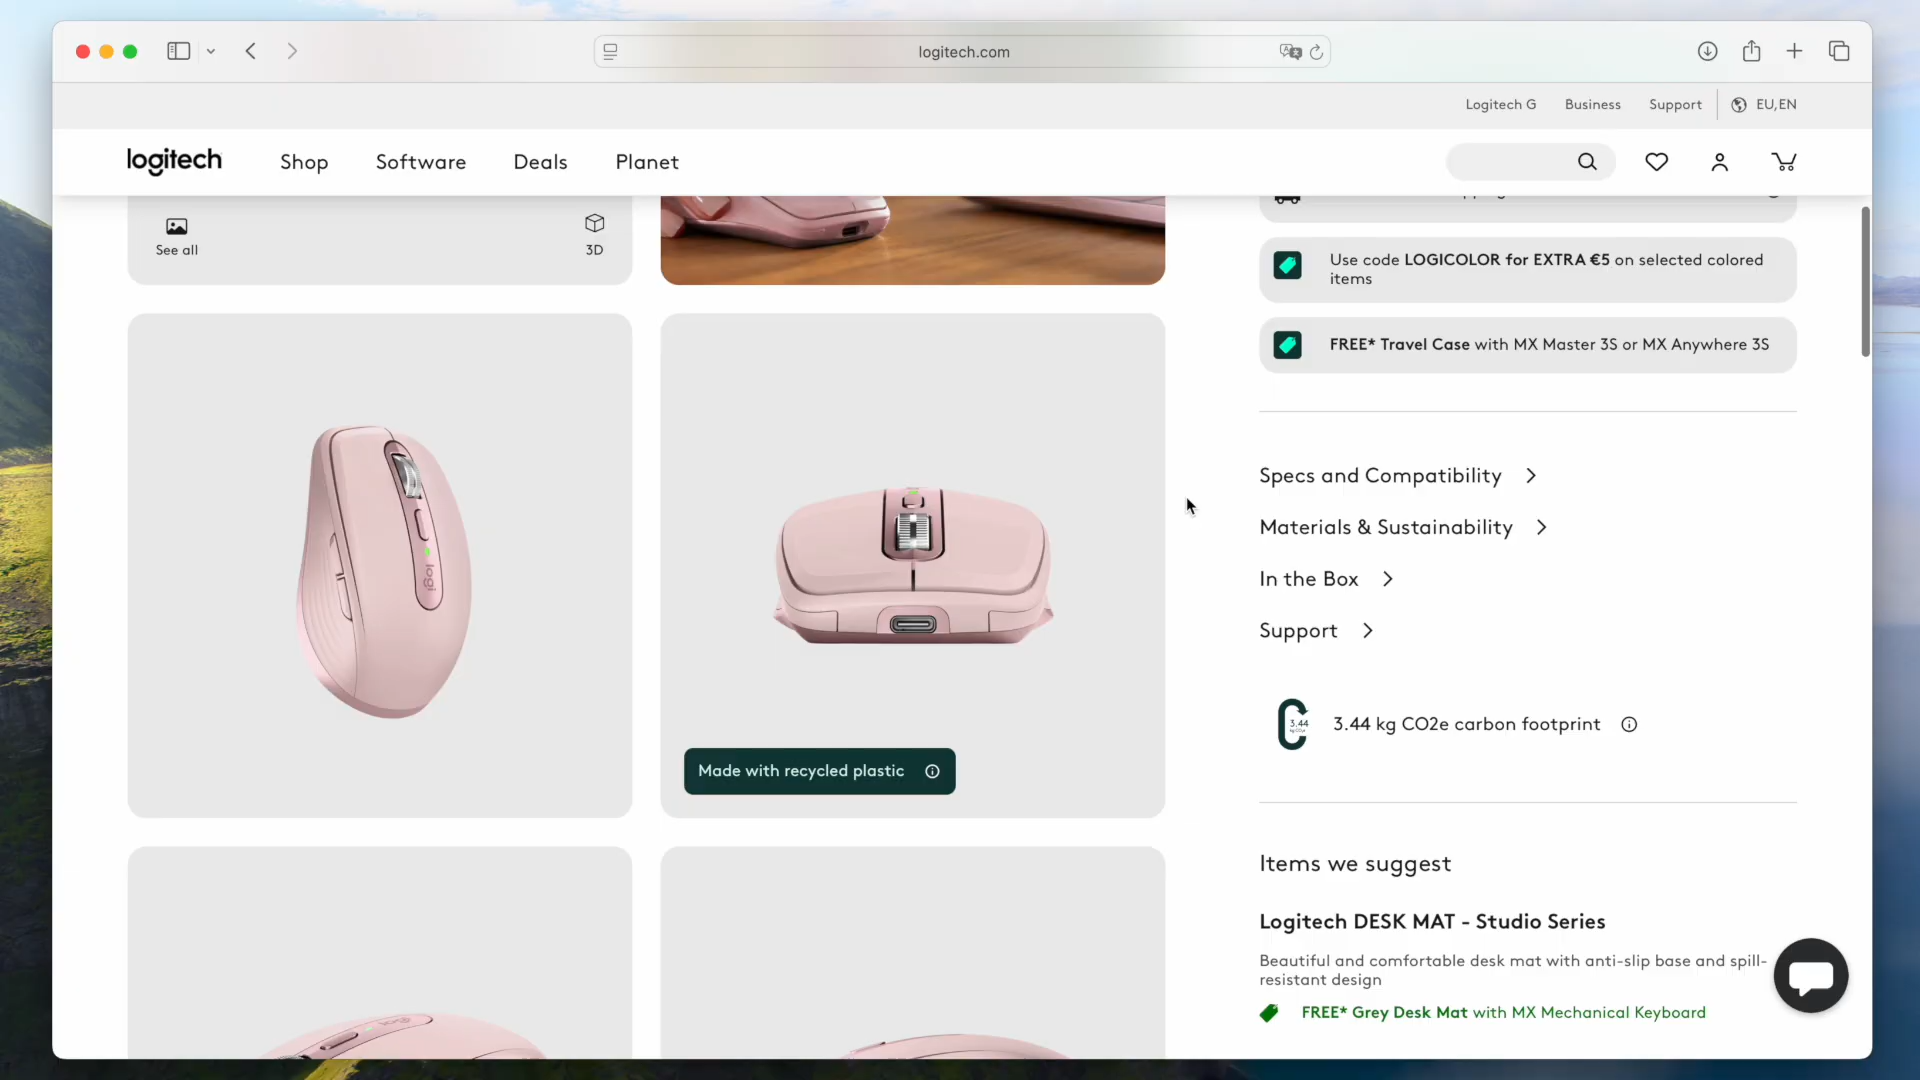 logitech.com
Logitech G
Business
Support
EU,EN
logitech
Shop
Software
Deals
Planet
See all
3D
Use code LOGICOLOR for EXTRA €5 on selected colored
items
FREE* Travel Case with MX Master 3S or MX Anywhere 3S
logi
Made with recycled plastic
Specs and Compatibility
Materials & Sustainability
In the Box
Support
3.44
3.44 kg CO2e carbon footprint
Items we suggest
Logitech DESK MAT - Studio Series
Beautiful and comfortable desk mat with anti-slip base and spill-
resistant design
FREE* Grey Desk Mat with MX Mechanical Keyboard
logi